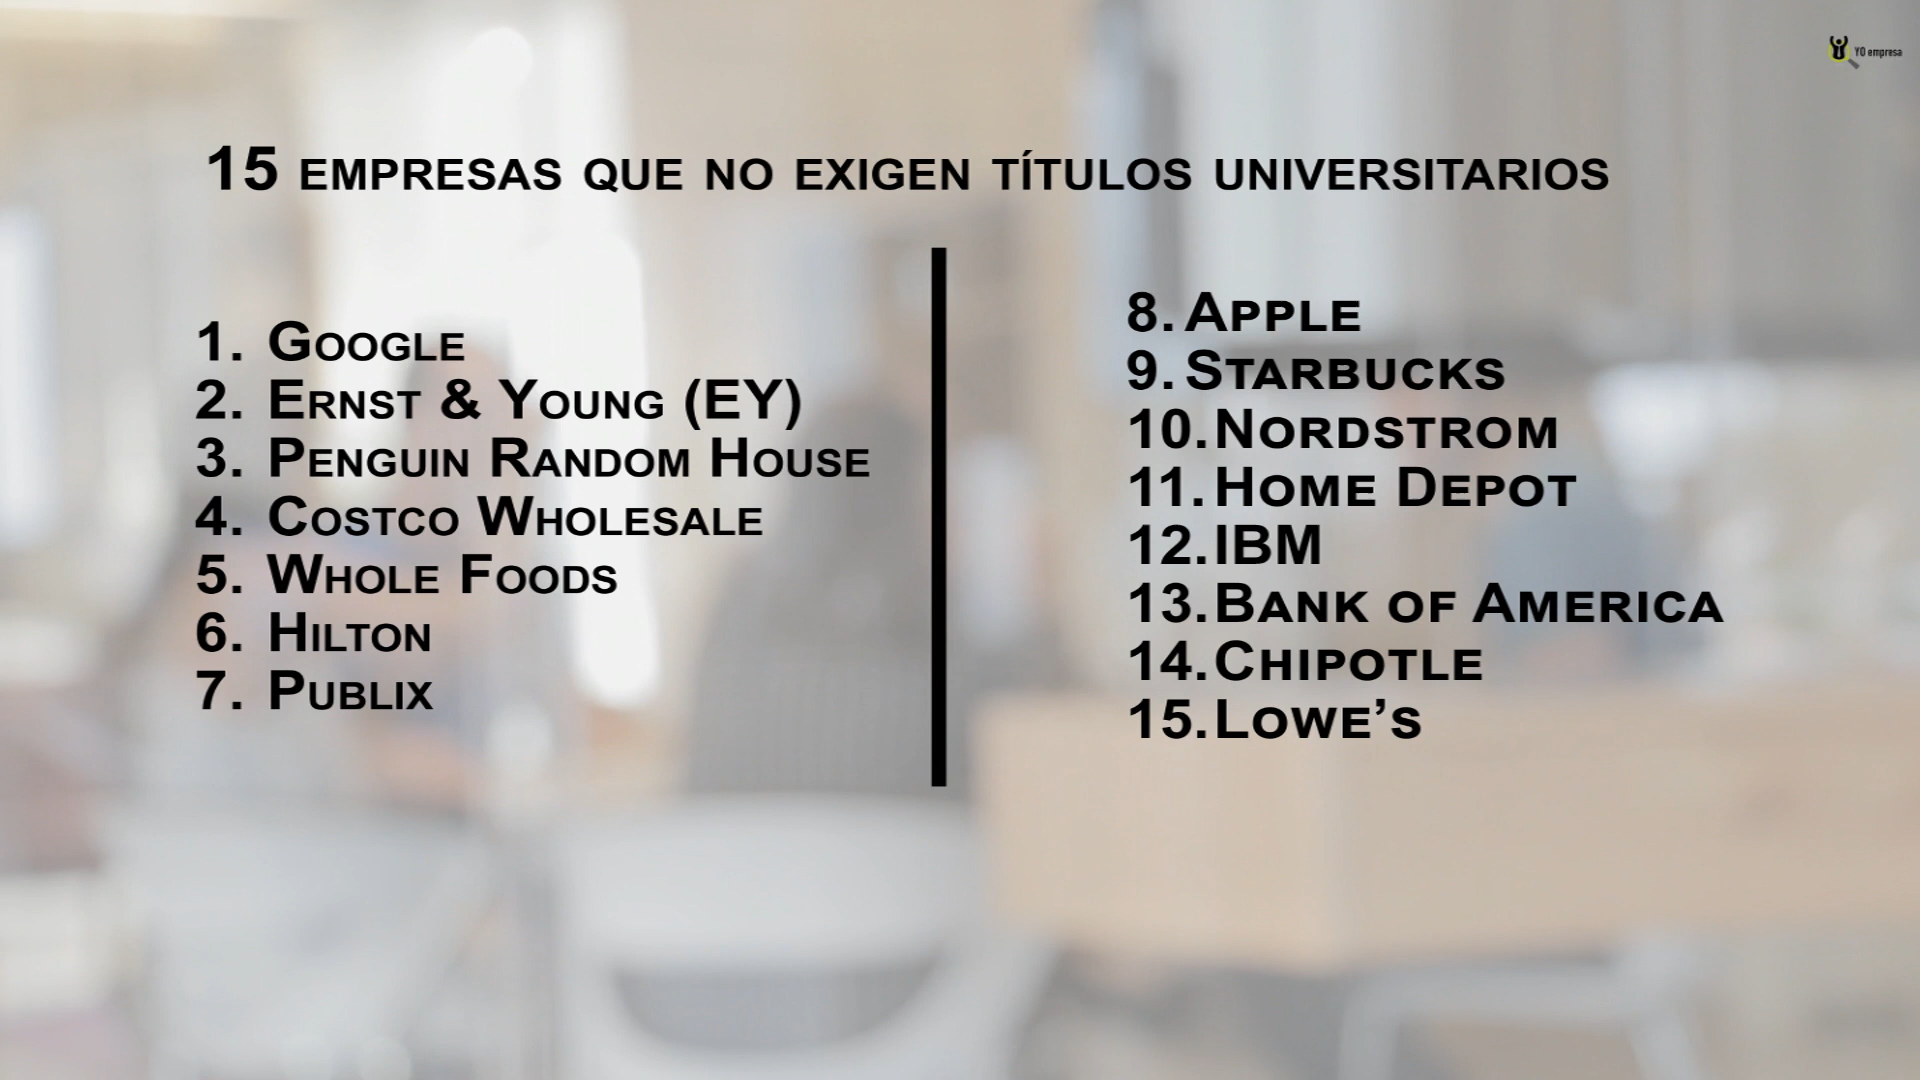 YO empresa
15 EMPRESAS QUE NO EXIGEN TÍTULOS UNIVERSITARIOS
1. GOOGLE
2. ERNST & YOUNG (EY)
3. PENGUIN RANDOM HOUSE
4. COSTCO WHOLESALE
5. WHOLE FOODS
6. HILTON
7. PUBLIX
8. APPLE
9. STARBUCKS
10. NORDSTROM
11. HOME DEPOT
12. IBM
13. BANK OF AMERICA
14. CHIPOTLE
15. LOWE’S